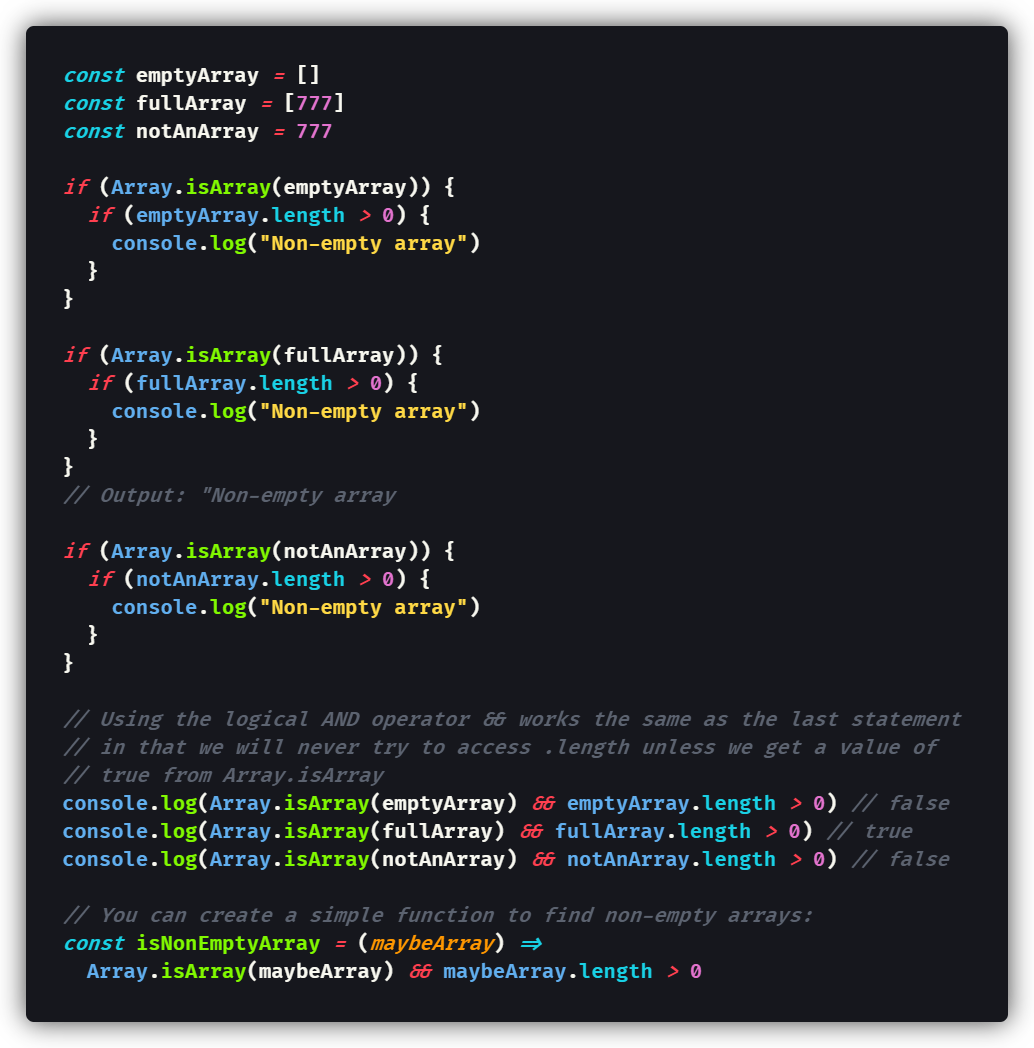 const emptyArray = []
const fullArray = [777]
const notAnArray = 777

if (Array.isArray(emptyArray)) {
  if (emptyArray.length > 0) {
    console.log("Non-empty array")
  }
}

if (Array.isArray(fullArray)) {
  if (fullArray.length > 0) {
    console.log("Non-empty array")
  }
}
// Output: "Non-empty array

if (Array.isArray(notAnArray)) {
  if (notAnArray.length > 0) {
    console.log("Non-empty array")
  }
}

// Using the logical AND operator && works the same as the last statement
// in that we will never try to access .length unless we get a value of
// true from Array.isArray
console.log(Array.isArray(emptyArray) && emptyArray.length > 0) // false
console.log(Array.isArray(fullArray) && fullArray.length > 0) // true
console.log(Array.isArray(notAnArray) && notAnArray.length > 0) // false

// You can create a simple function to find non-empty arrays:
const isNonEmptyArray = (maybeArray) =>
  Array.isArray(maybeArray) && maybeArray.length > 0